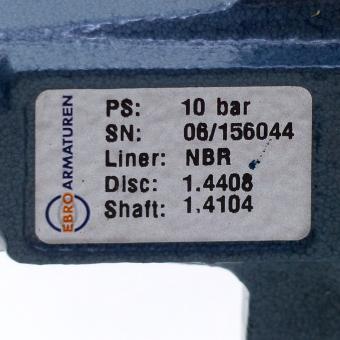 EBRO ARMATUREN
PS: 10 bar
SN: 06/156044
Liner: NBR
Disc: 1.4408
Shaft: 1.4104